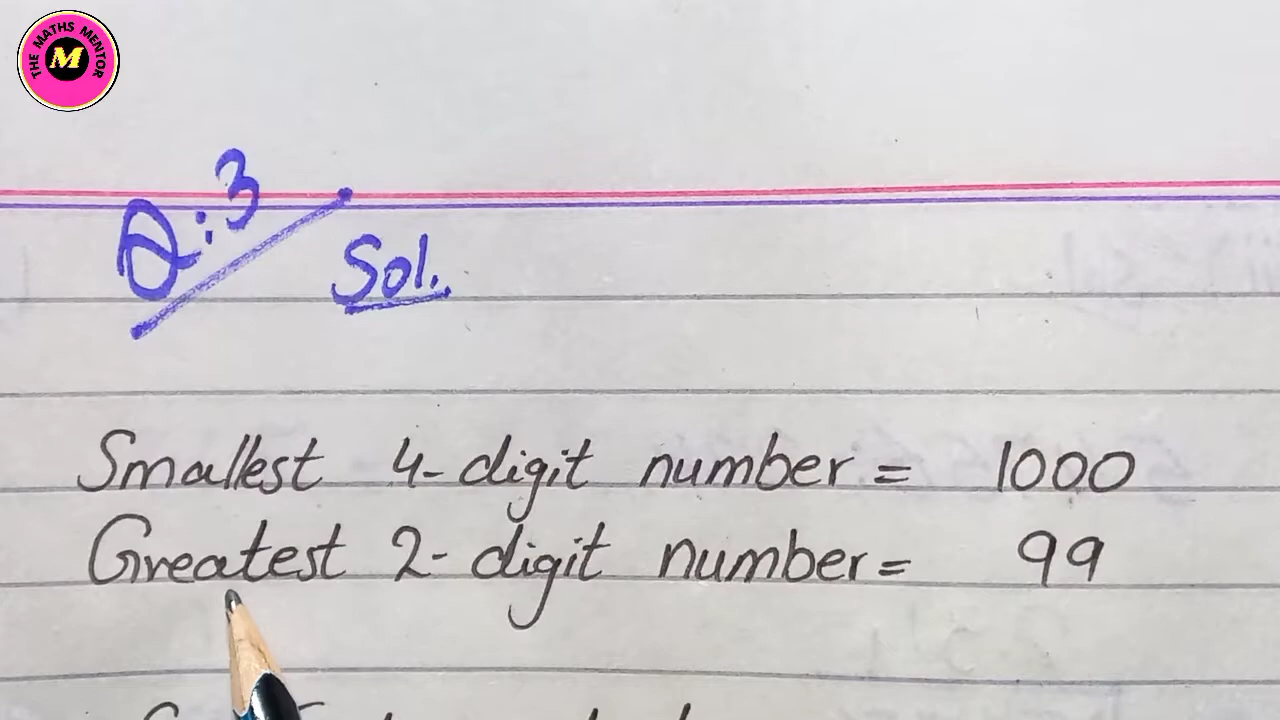 THE MATHS MENTOR
M
Q:3
Sol.
Smallest 4-digit number = 1000
Greatest 2-digit number = 99